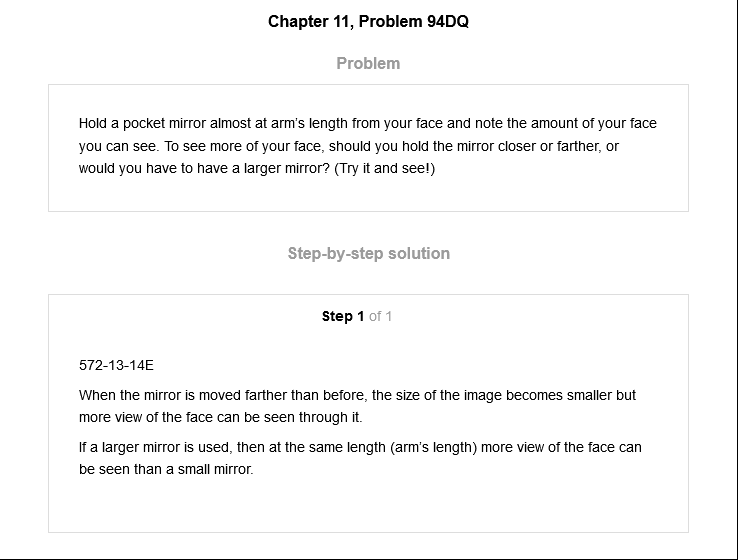 Chapter 11, Problem 94DQ
Problem
Hold a pocket mirror almost at arm's length from your face and note the amount of your face
you can see. To see more of your face, should you hold the mirror closer or farther, or
would you have to have a larger mirror? (Try it and see!)
Step-by-step solution
Step 1 of 1
572-13-14E
When the mirror is moved farther than before, the size of the image becomes smaller but
more view of the face can be seen through it.
If a larger mirror is used, then at the same length (arm's length) more view of the face can
be seen than a small mirror.